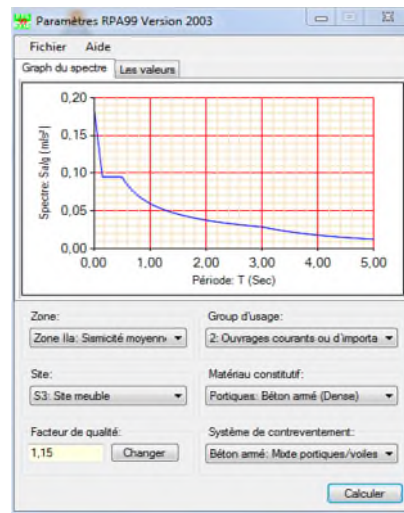 Paramètres RPA99 Version 2003
Fichier Aide
Graph du spectre Les valeurs
0,20
0,15
0,10
0,05
0,00
Spectre: Sa/g [m/s²]
0,00 1,00 2,00 3,00 4,00 5,00
Période: T (Sec)
Zone: Group d'usage:
Zone IIa: Sismicité moyenn 2: Ouvrages courants ou d'importa
Site: Matériau constitutif:
S3: Site meuble Portiques: Béton armé (Dense)
Facteur de qualité: Système de contreventement:
1,15 Changer Béton armé: Mixte portiques/voiles
Calculer